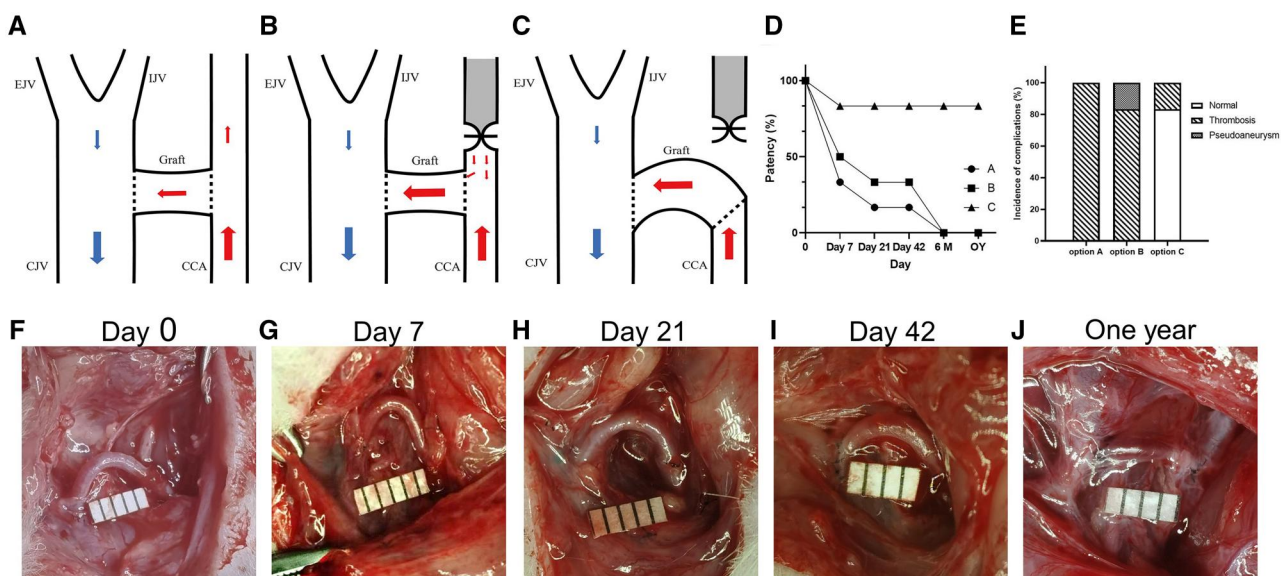 A
EJV
IJV
Graft
CJV
CCA
B
EJV
IJV
Graft
CJV
CCA
C
EJV
IJV
Graft
CJV
CCA
D
Patency (%)
100
50
0
A
B
C
0 Day 7 Day 21 Day 42 6 M OY
Day
E
Incidence of complications (%)
100
80
60
40
20
0
option A option B option C
Normal
Thrombosis
Pseudoaneurysm
F Day 0
G Day 7
H Day 21
I Day 42
J One year